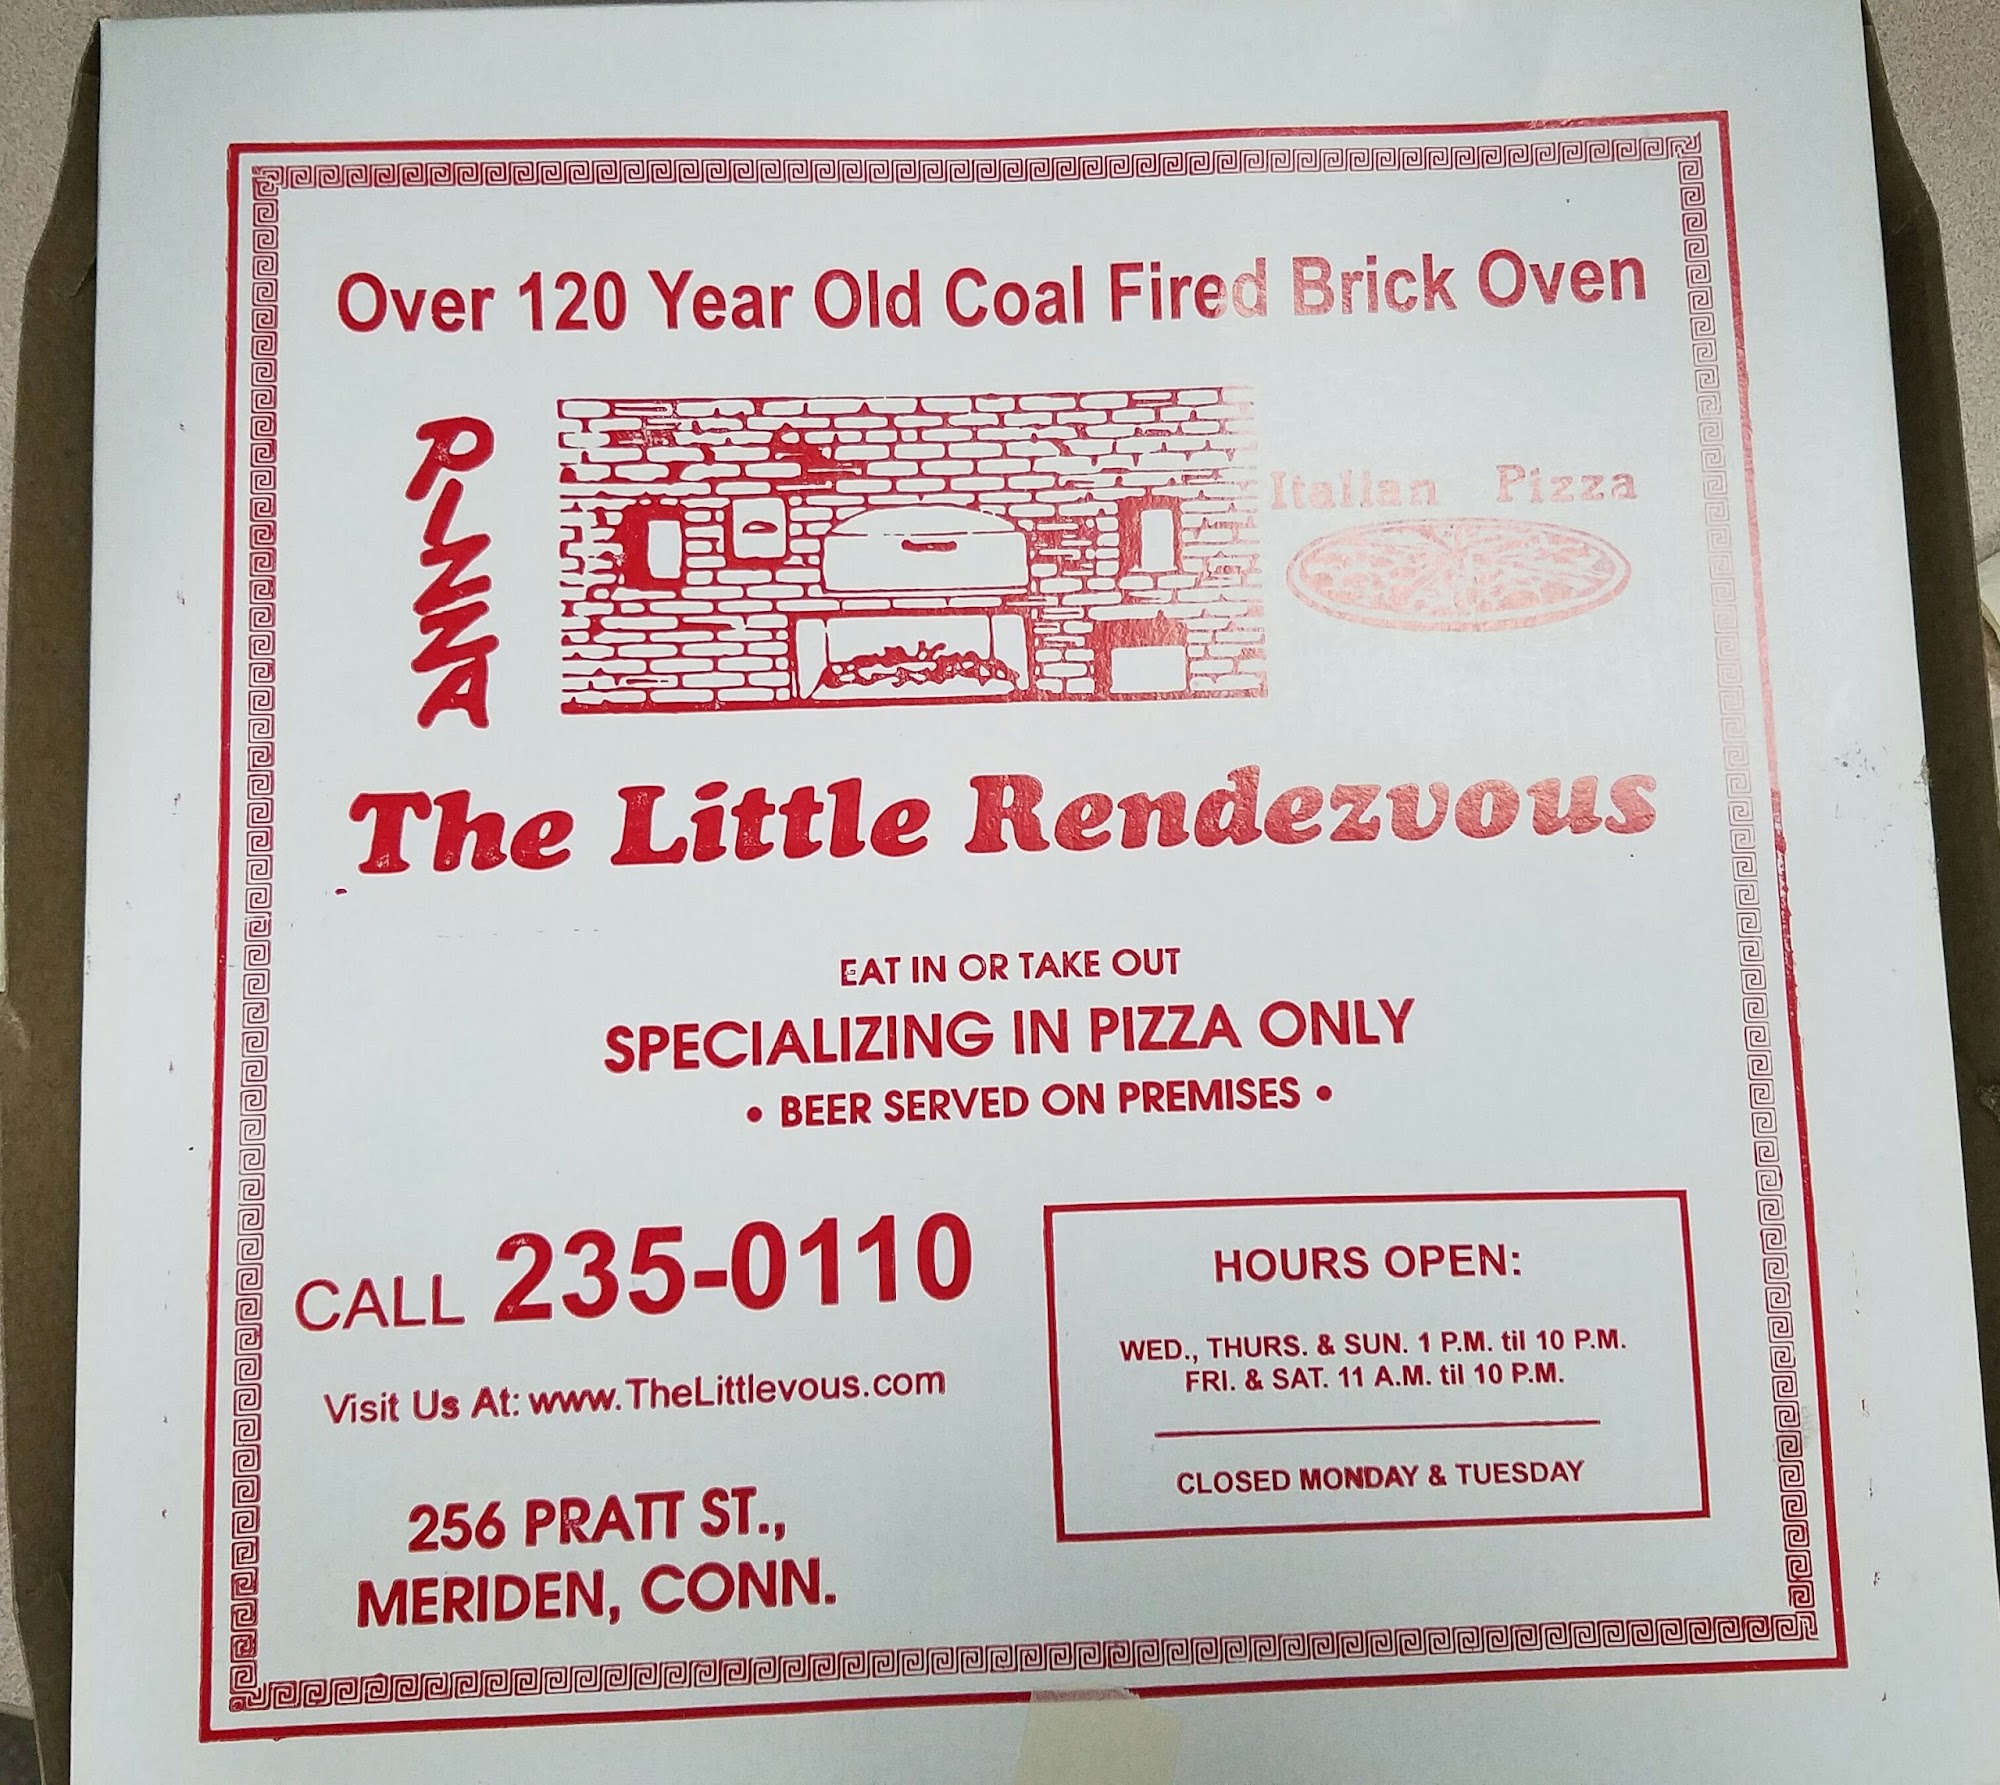 Over 120 Year Old Coal Fired Brick Oven
PIZZA
Italian Pizza
The Little Rendezvous
EAT IN OR TAKE OUT
SPECIALIZING IN PIZZA ONLY
• BEER SERVED ON PREMISES •
CALL 235-0110
Visit Us At: www.TheLittlevous.com
256 PRATT ST.,
MERIDEN, CONN.
HOURS OPEN:
WED., THURS. & SUN. 1 P.M. til 10 P.M.
FRI. & SAT. 11 A.M. til 10 P.M.
CLOSED MONDAY & TUESDAY